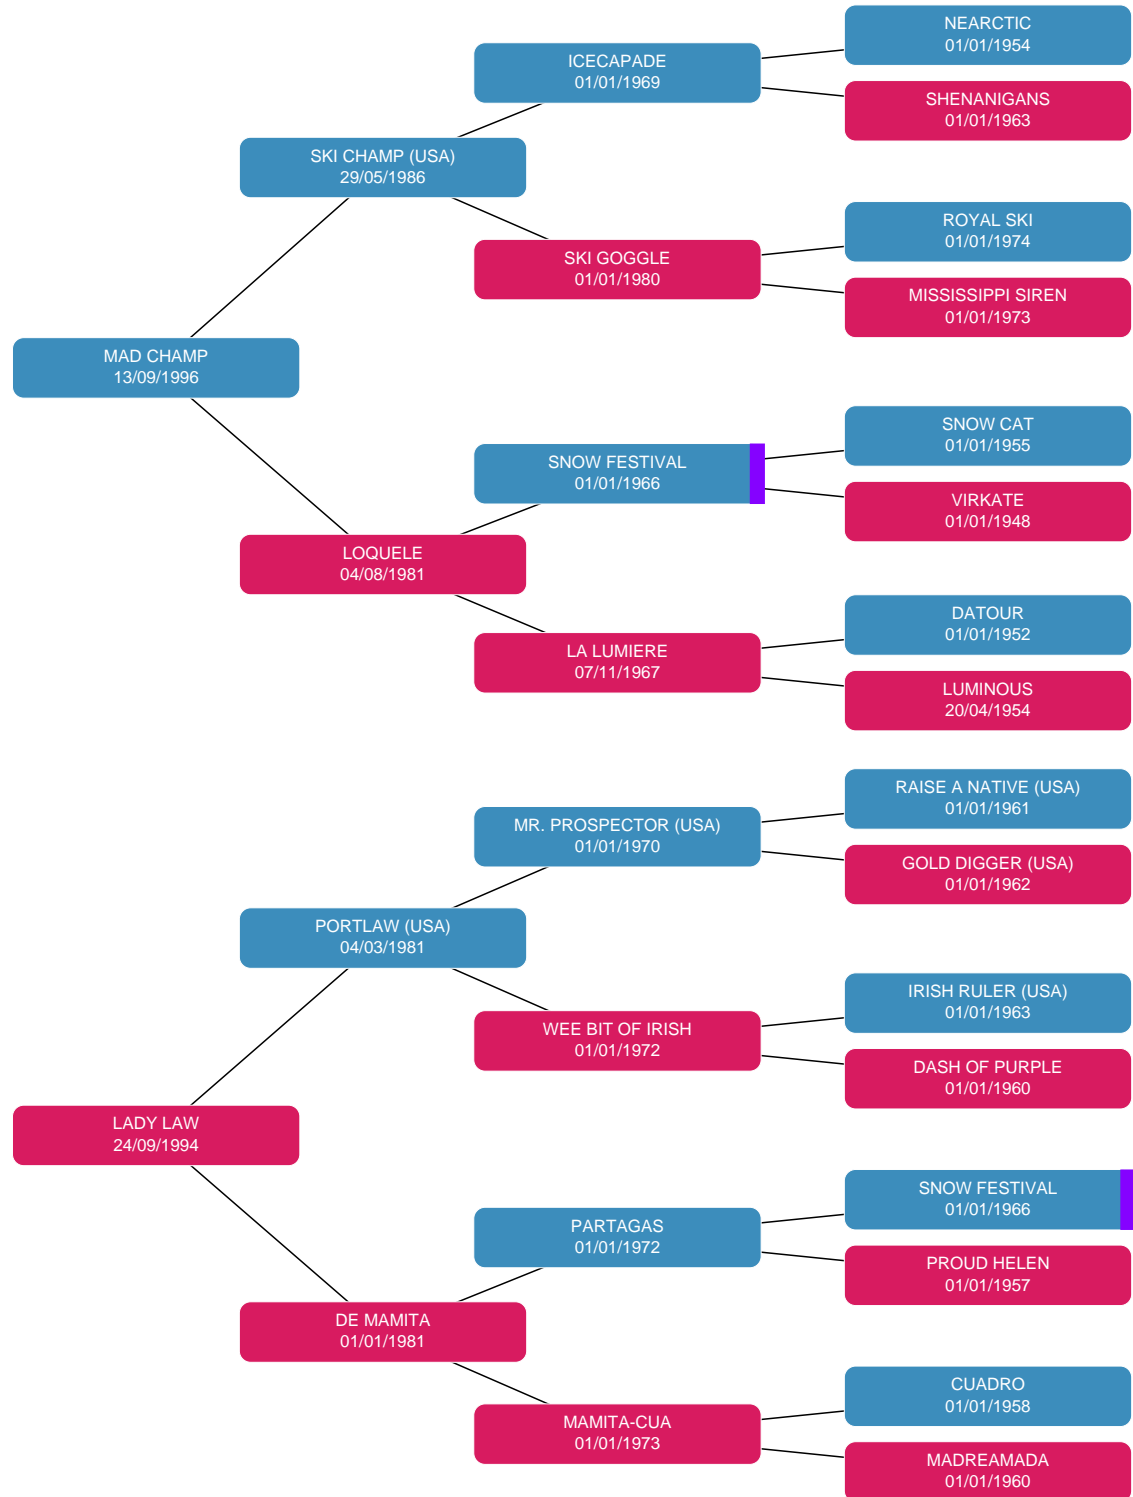 NEARCTIC
01/01/1954
ICECAPADE
01/01/1969
SHENANIGANS
01/01/1963
SKI CHAMP (USA)
29/05/1986
ROYAL SKI
01/01/1974
SKI GOGGLE
01/01/1980
MISSISSIPPI SIREN
01/01/1973
MAD CHAMP
13/09/1996
SNOW CAT
01/01/1955
SNOW FESTIVAL
01/01/1966
VIRKATE
01/01/1948
LOQUELE
04/08/1981
DATOUR
01/01/1952
LA LUMIERE
07/11/1967
LUMINOUS
20/04/1954
RAISE A NATIVE (USA)
01/01/1961
MR. PROSPECTOR (USA)
01/01/1970
GOLD DIGGER (USA)
01/01/1962
PORTLAW (USA)
04/03/1981
IRISH RULER (USA)
01/01/1963
WEE BIT OF IRISH
01/01/1972
DASH OF PURPLE
01/01/1960
LADY LAW
24/09/1994
SNOW FESTIVAL
01/01/1966
PARTAGAS
01/01/1972
PROUD HELEN
01/01/1957
DE MAMITA
01/01/1981
CUADRO
01/01/1958
MAMITA-CUA
01/01/1973
MADREAMADA
01/01/1960